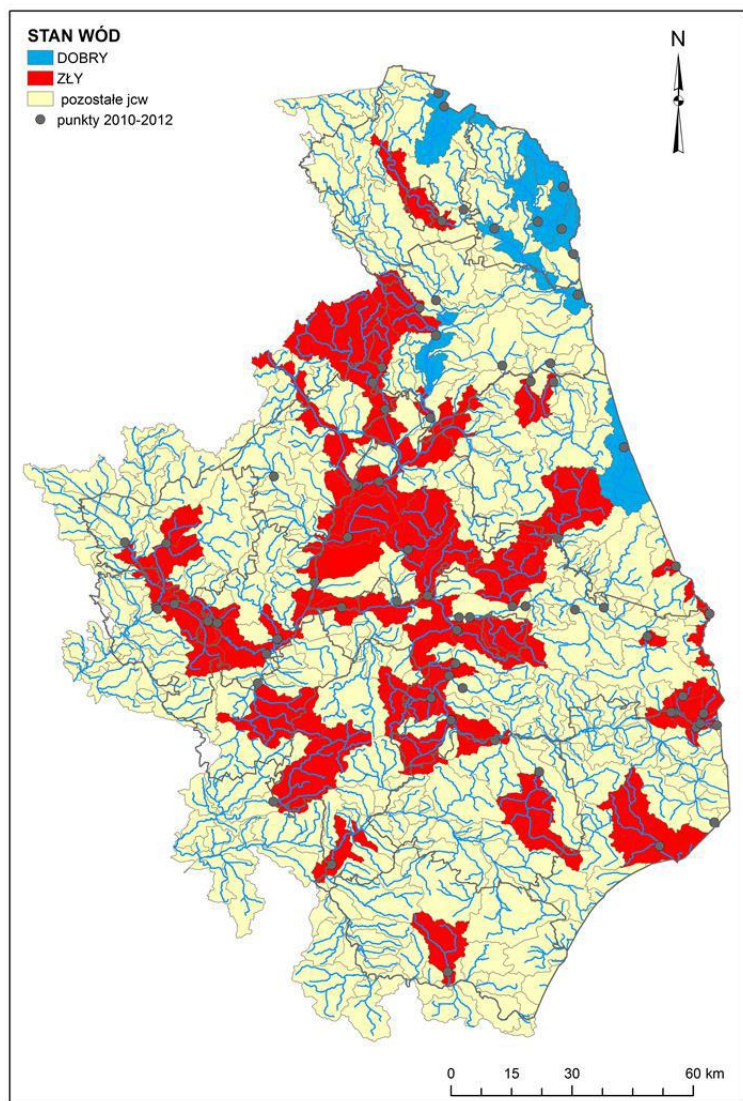 STAN WÓD
DOBRY
ZŁY
pozostałe jcw
punkty 2010-2012
N
0 15 30 60 km